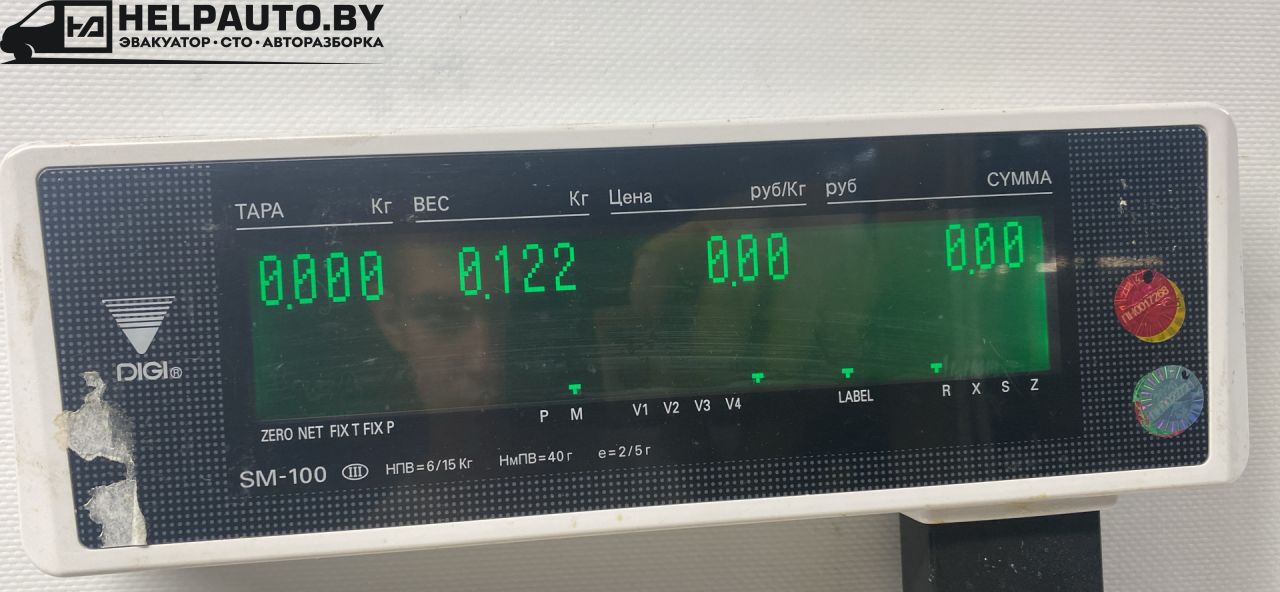 HELPAUTO.BY
ЭВАКУАТОР · СТО · АВТОРАЗБОРКА
ТАРА Кг ВЕС Кг Цена руб/Кг руб СУММА
0.000 0.122 0.00 0.00
DIGI®
P M V1 V2 V3 V4 LABEL R X S Z
ZERO NET FIX T FIX P
SM-100 III НПВ=6/15 Кг НмПВ=40 г e=2/5 г